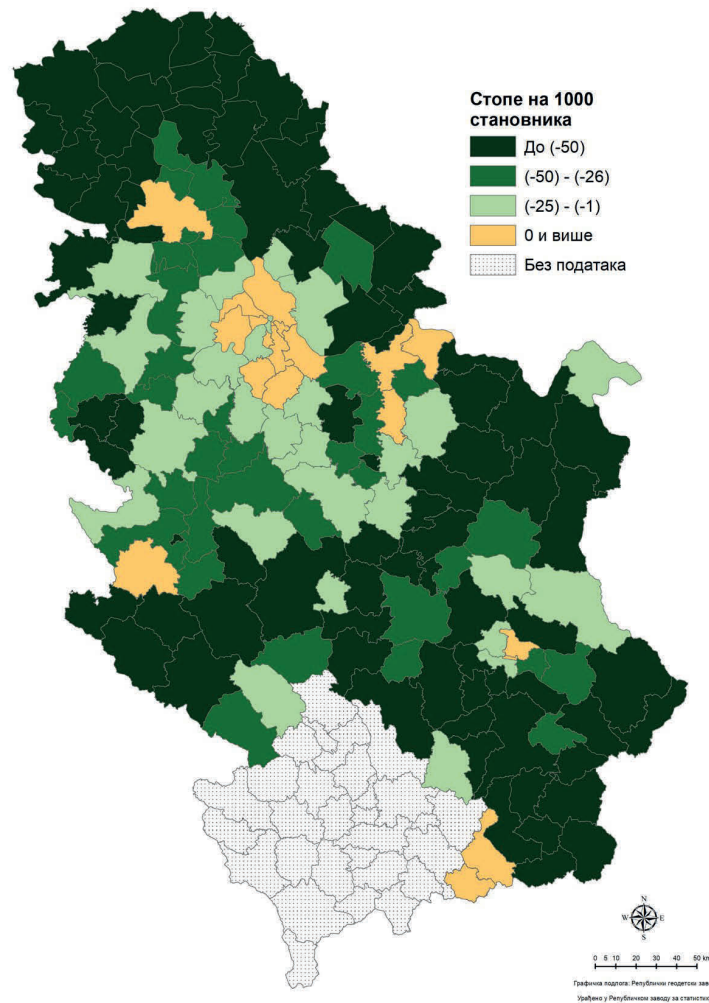 Стопе на 1000
становника
До (-50)
(-50) - (-26)
(-25) - (-1)
0 и више
Без података
N
W E
S
0 5 10 20 30 40 50 km
Графичка подлога: Републички геодетски зав
Урађено у Републичком заводу за статистик